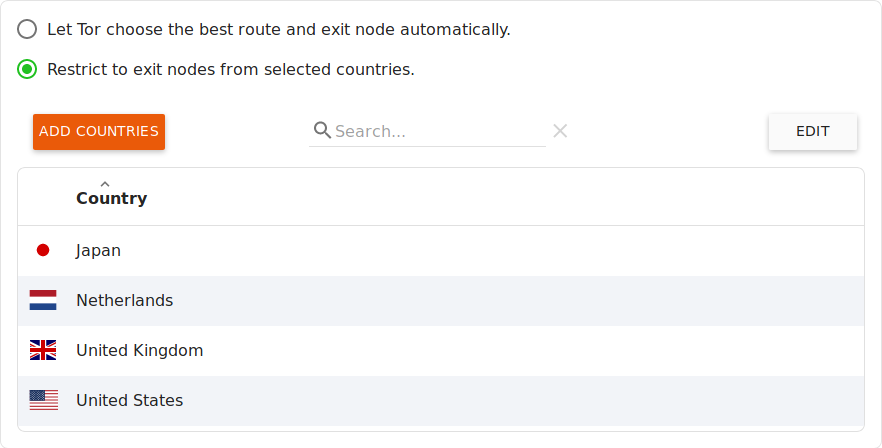 Let Tor choose the best route and exit node automatically.
Restrict to exit nodes from selected countries.
ADD COUNTRIES
Search...
EDIT
Country
Japan
Netherlands
United Kingdom
United States